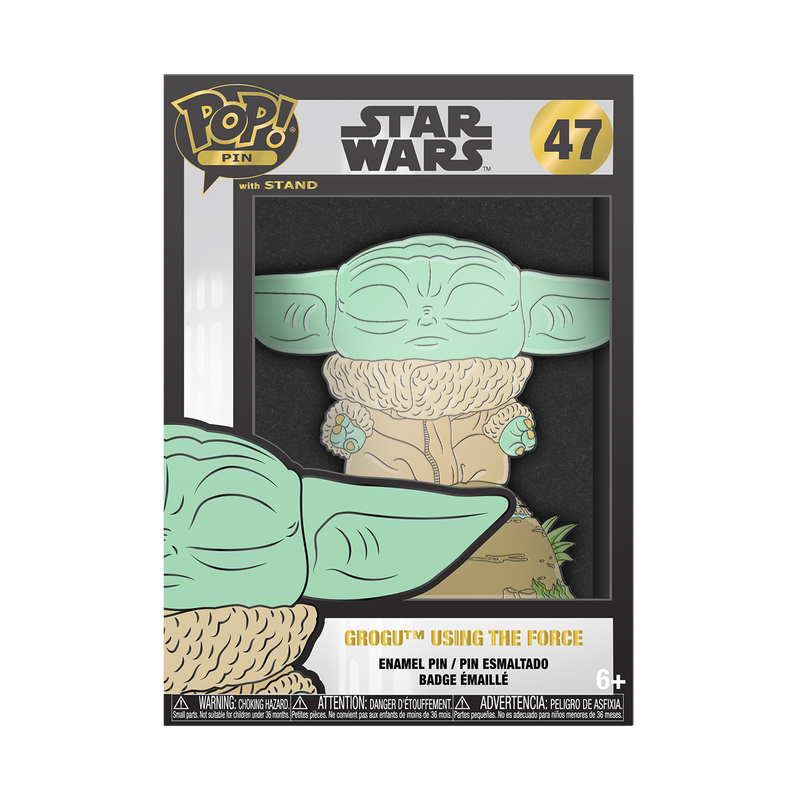 POP!®
PIN
with STAND
STAR
WARS™
47
GROGU™ USING THE FORCE
ENAMEL PIN / PIN ESMALTADO
BADGE ÉMAILLÉ
6+
⚠ WARNING: CHOKING HAZARD.
Small parts. Not suitable for children under 36 months.
⚠ ATTENTION: DANGER D'ÉTOUFFEMENT.
Petites pièces. Ne convient pas aux enfants de moins de 36 mois.
⚠ ADVERTENCIA: PELIGRO DE ASFIXIA.
Partes pequeñas. No es adecuado para niños menores de 36 meses.